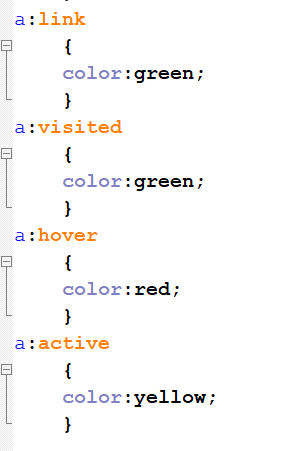 a:link
{
color:green;
}
a:visited
{
color:green;
}
a:hover
{
color:red;
}
a:active
{
color:yellow;
}